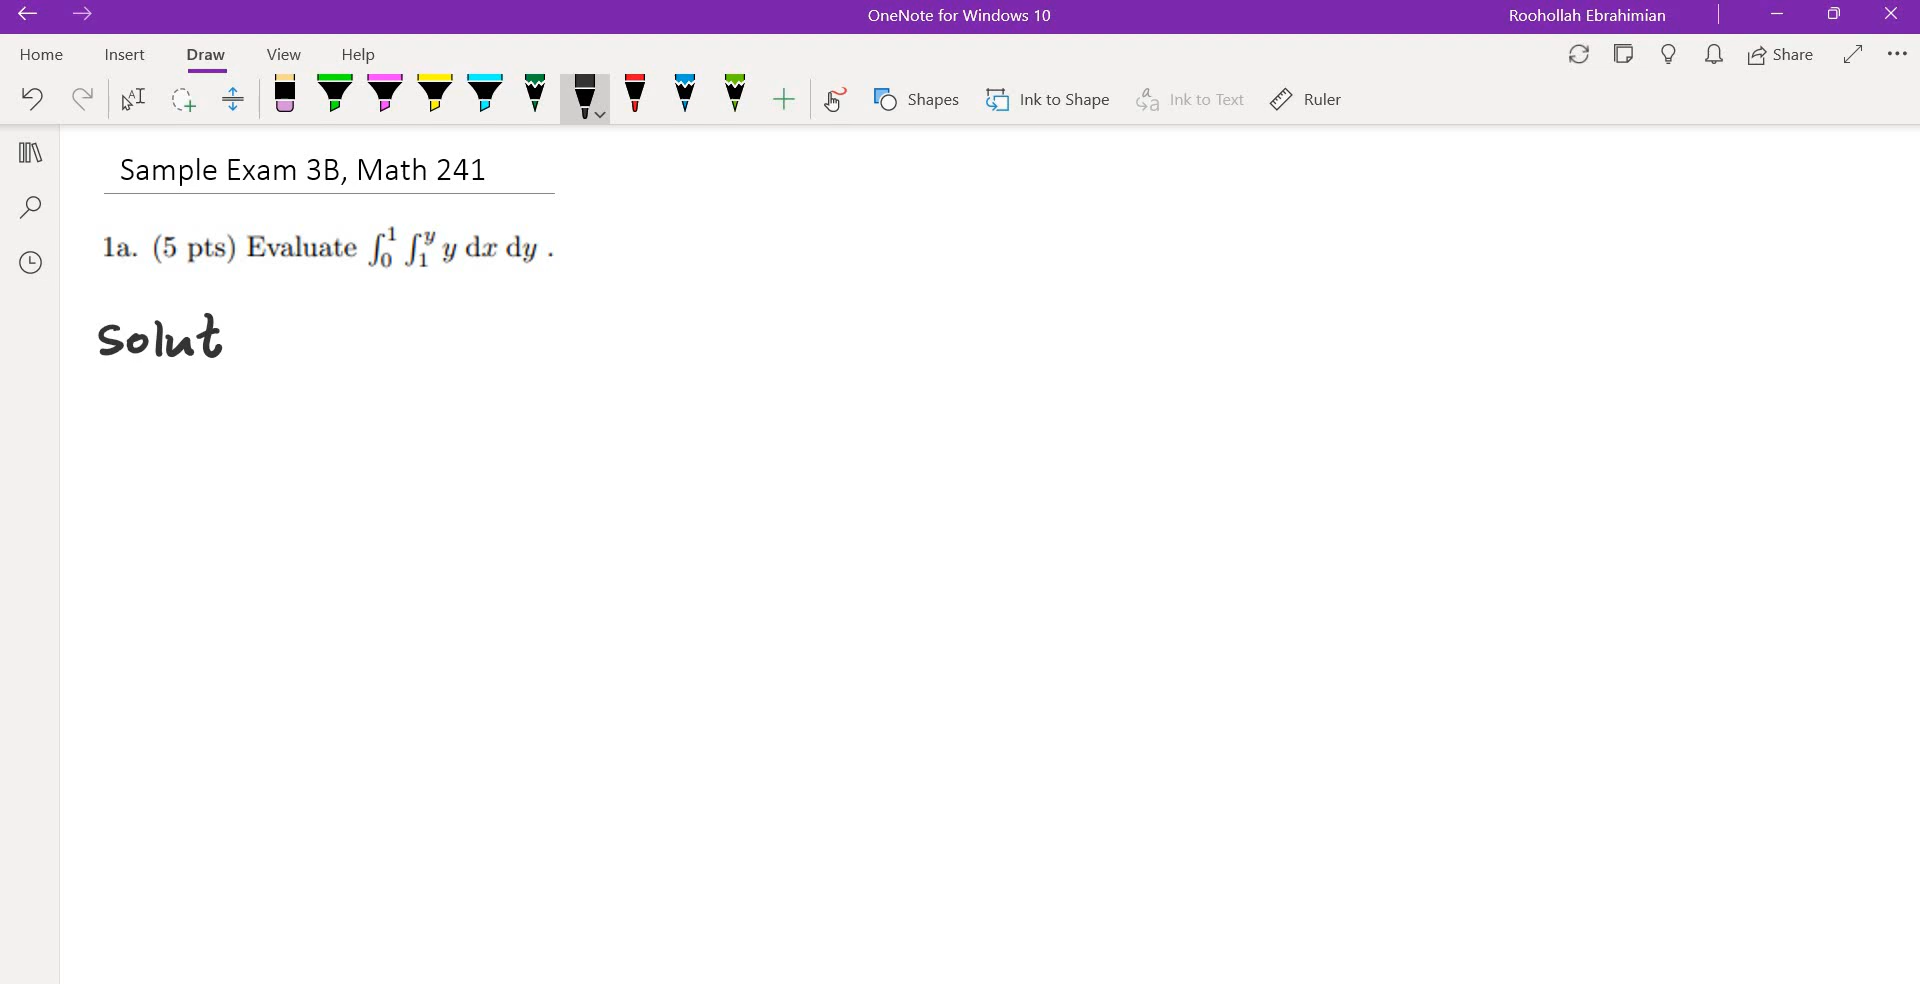 OneNote for Windows 10
Roohollah Ebrahimian
Home Insert Draw View Help
Share
Shapes Ink to Shape Ink to Text Ruler
Sample Exam 3B, Math 241
1a. (5 pts) Evaluate ∫₀¹ ∫₁ʸ y dx dy .
Solut